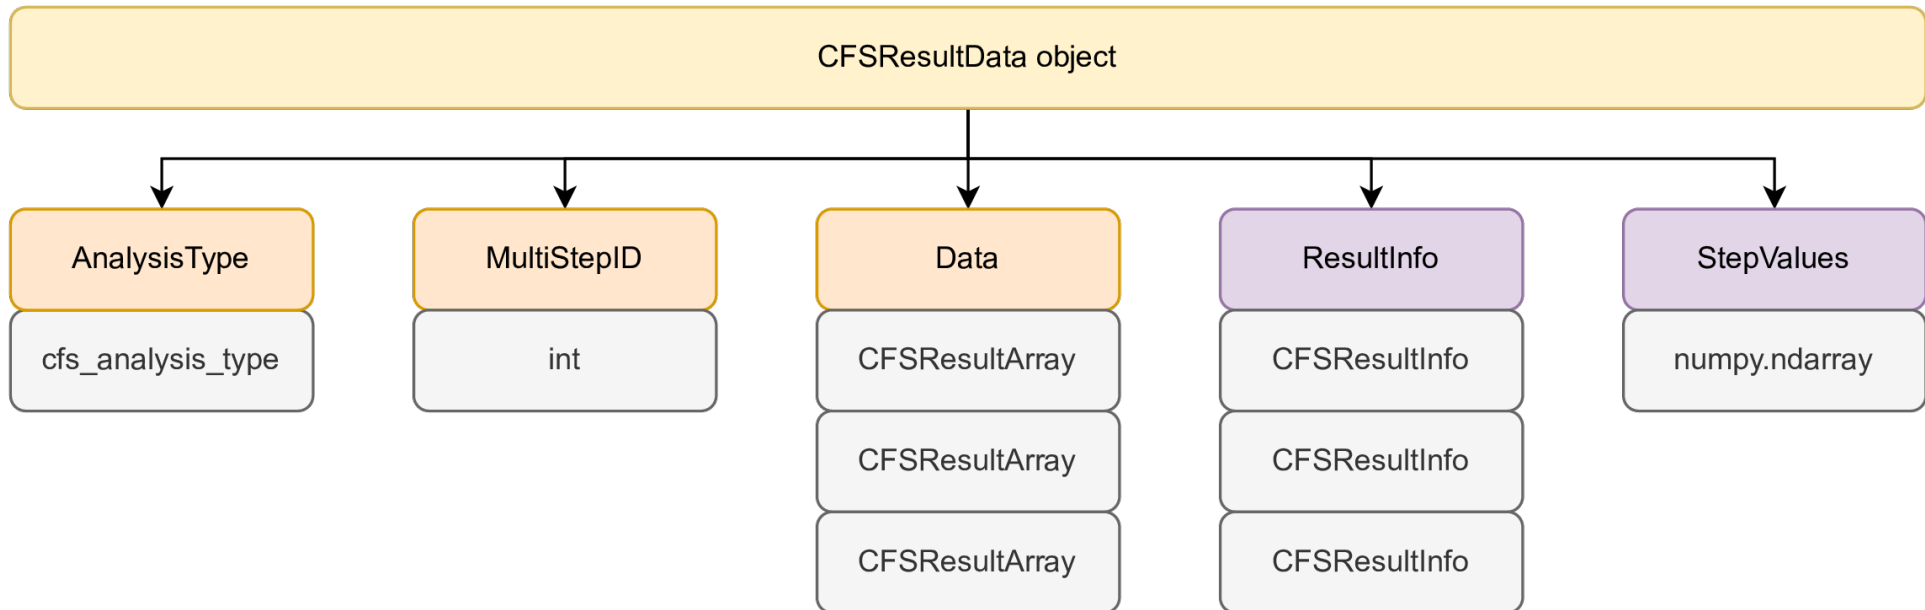 CFSResultData object
AnalysisType
MultiStepID
Data
ResultInfo
StepValues
cfs_analysis_type
int
CFSResultArray
CFSResultInfo
numpy.ndarray
CFSResultArray
CFSResultInfo
CFSResultArray
CFSResultInfo